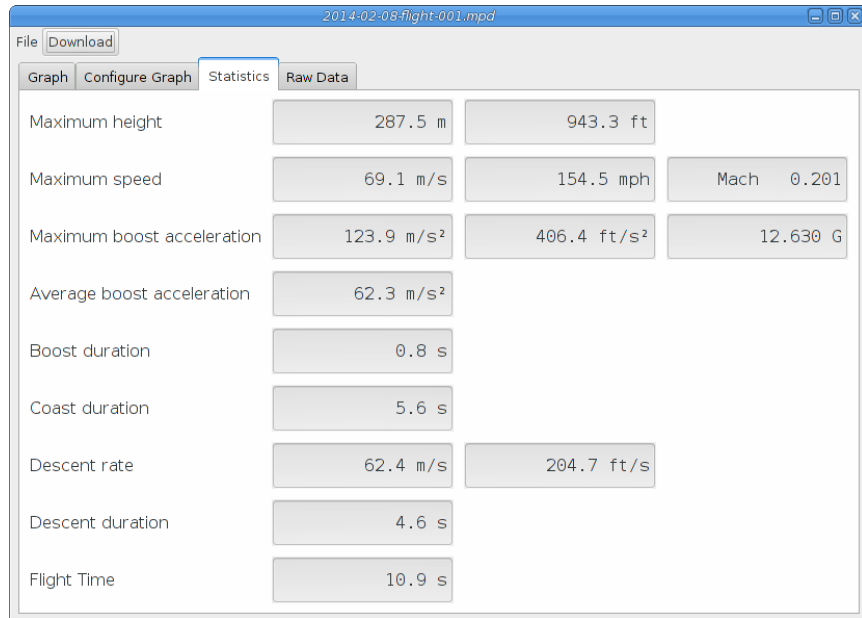 2014-02-08-flight-001.mpd
File Download
Graph Configure Graph Statistics Raw Data
Maximum height 287.5 m 943.3 ft
Maximum speed 69.1 m/s 154.5 mph Mach 0.201
Maximum boost acceleration 123.9 m/s² 406.4 ft/s² 12.630 G
Average boost acceleration 62.3 m/s²
Boost duration 0.8 s
Coast duration 5.6 s
Descent rate 62.4 m/s 204.7 ft/s
Descent duration 4.6 s
Flight Time 10.9 s